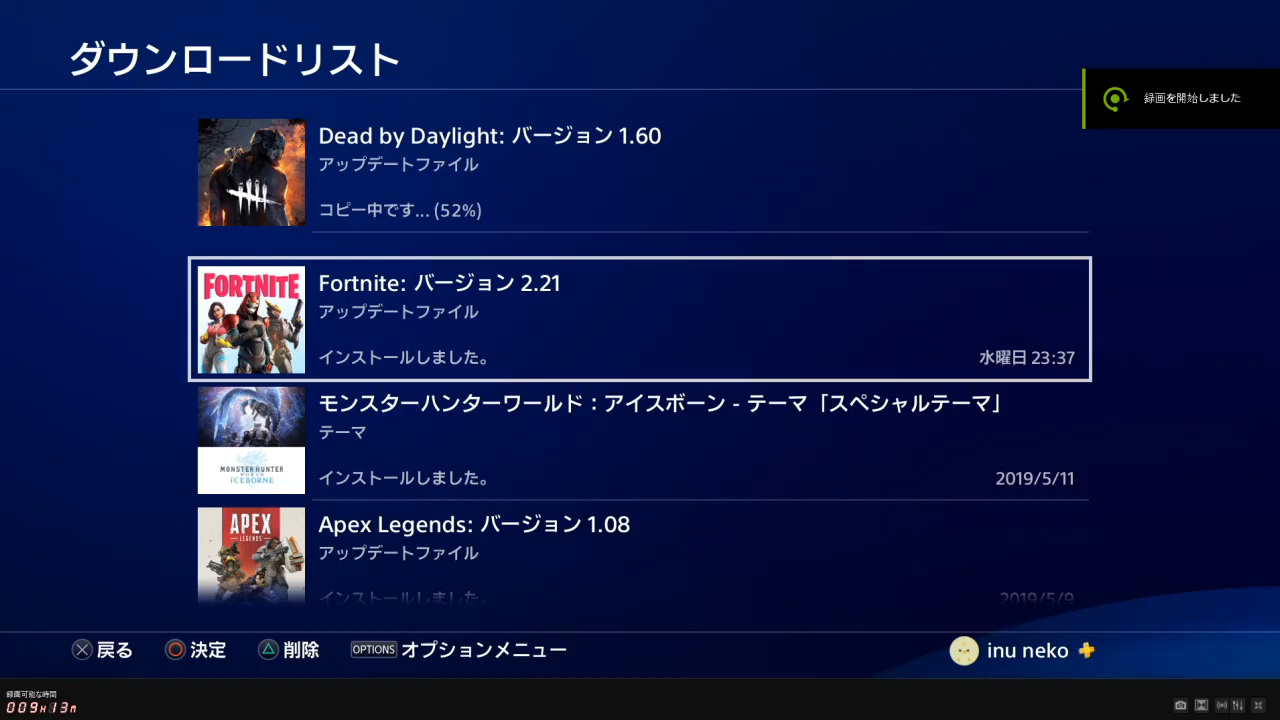 ダウンロードリスト
録画を開始しました
Dead by Daylight: バージョン 1.60
アップデートファイル
コピー中です... (52%)
FORTNITE
Fortnite: バージョン 2.21
アップデートファイル
インストールしました。
水曜日 23:37
モンスターハンターワールド：アイスボーン - テーマ「スペシャルテーマ」
テーマ
MONSTER HUNTER
WORLD
ICEBORNE
インストールしました。
2019/5/11
APEX
LEGENDS
Apex Legends: バージョン 1.08
アップデートファイル
インストールしました。
2019/5/9
戻る
決定
削除
OPTIONS オプションメニュー
inu neko
録画可能な時間
009H13M